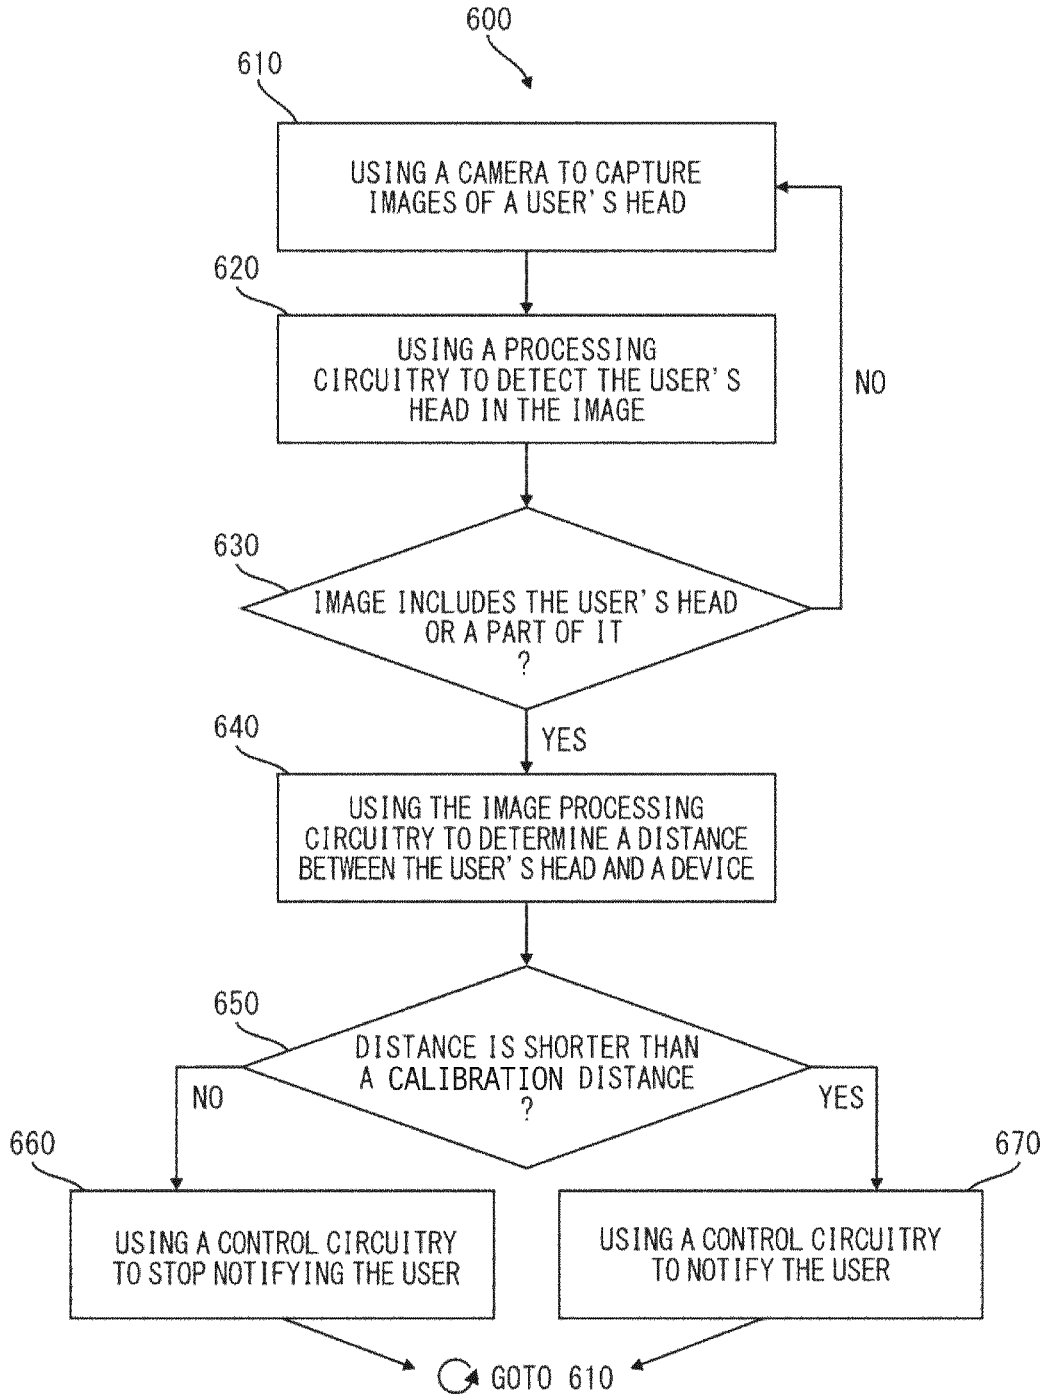 600
610
USING A CAMERA TO CAPTURE
IMAGES OF A USER'S HEAD
620
USING A PROCESSING
CIRCUITRY TO DETECT THE USER'S
HEAD IN THE IMAGE
NO
630
IMAGE INCLUDES THE USER'S HEAD
OR A PART OF IT
?
YES
640
USING THE IMAGE PROCESSING
CIRCUITRY TO DETERMINE A DISTANCE
BETWEEN THE USER'S HEAD AND A DEVICE
650
DISTANCE IS SHORTER THAN
A CALIBRATION DISTANCE
?
NO
YES
660
USING A CONTROL CIRCUITRY
TO STOP NOTIFYING THE USER
670
USING A CONTROL CIRCUITRY
TO NOTIFY THE USER
GOTO 610